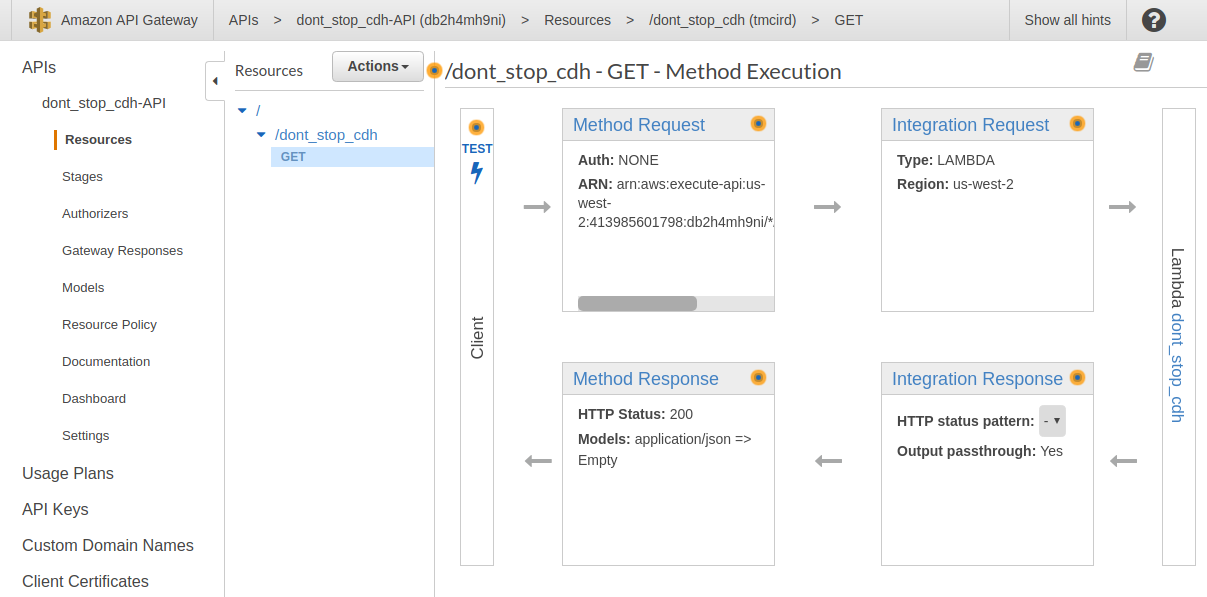 Amazon API Gateway
APIs > dont_stop_cdh-API (db2h4mh9ni) > Resources > /dont_stop_cdh (tmcird) > GET
Show all hints
?
APIs
dont_stop_cdh-API
Resources
Stages
Authorizers
Gateway Responses
Models
Resource Policy
Documentation
Dashboard
Settings
Usage Plans
API Keys
Custom Domain Names
Client Certificates
Resources
Actions
/
/dont_stop_cdh
GET
/dont_stop_cdh - GET - Method Execution
TEST
Client
Method Request
Auth: NONE
ARN: arn:aws:execute-api:us-
west-
2:413985601798:db2h4mh9ni/*
Integration Request
Type: LAMBDA
Region: us-west-2
Lambda dont_stop_cdh
Method Response
HTTP Status: 200
Models: application/json =>
Empty
Integration Response
HTTP status pattern: -
Output passthrough: Yes